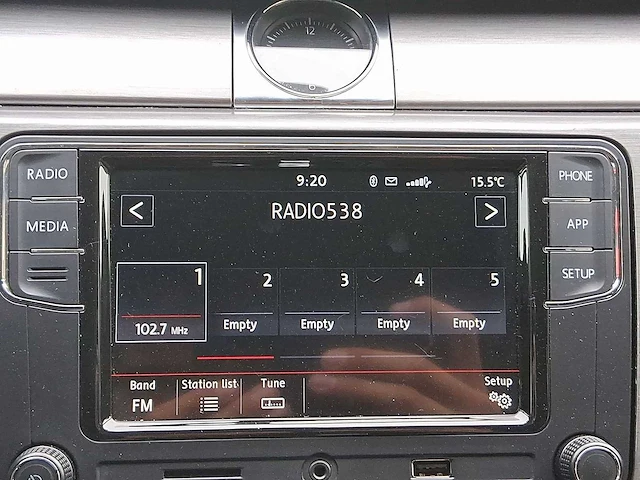 12
6
RADIO
MEDIA
PHONE
APP
SETUP
9:20 15.5°C
< RADIO538 >
1 2 3 4 5
102.7 MHz Empty Empty Empty Empty
Band Station list Tune Setup
FM